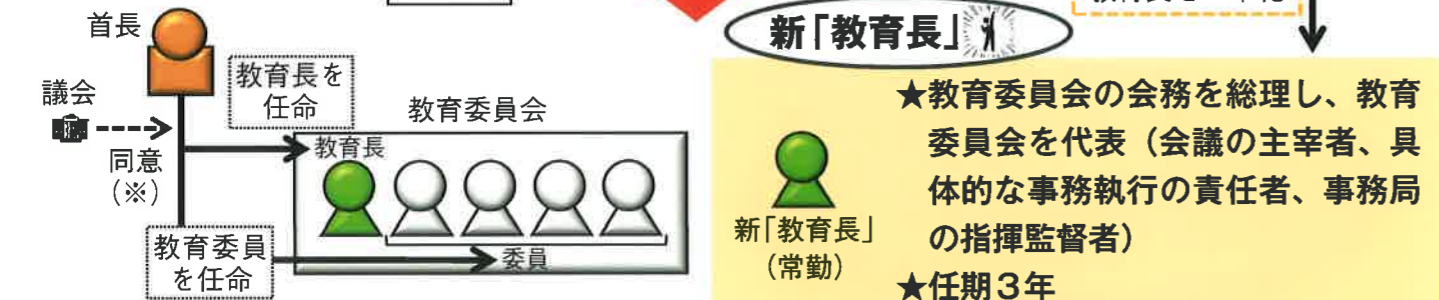 首長
議会
同意
(※)
教育長を
任命
教育委員会
教育長
委員
教育委員
を任命
新「教育長」
新「教育長」
(常勤)
★教育委員会の会務を総理し、教育
委員会を代表(会議の主宰者、具
体的な事務執行の責任者、事務局
の指揮監督者)
★任期3年